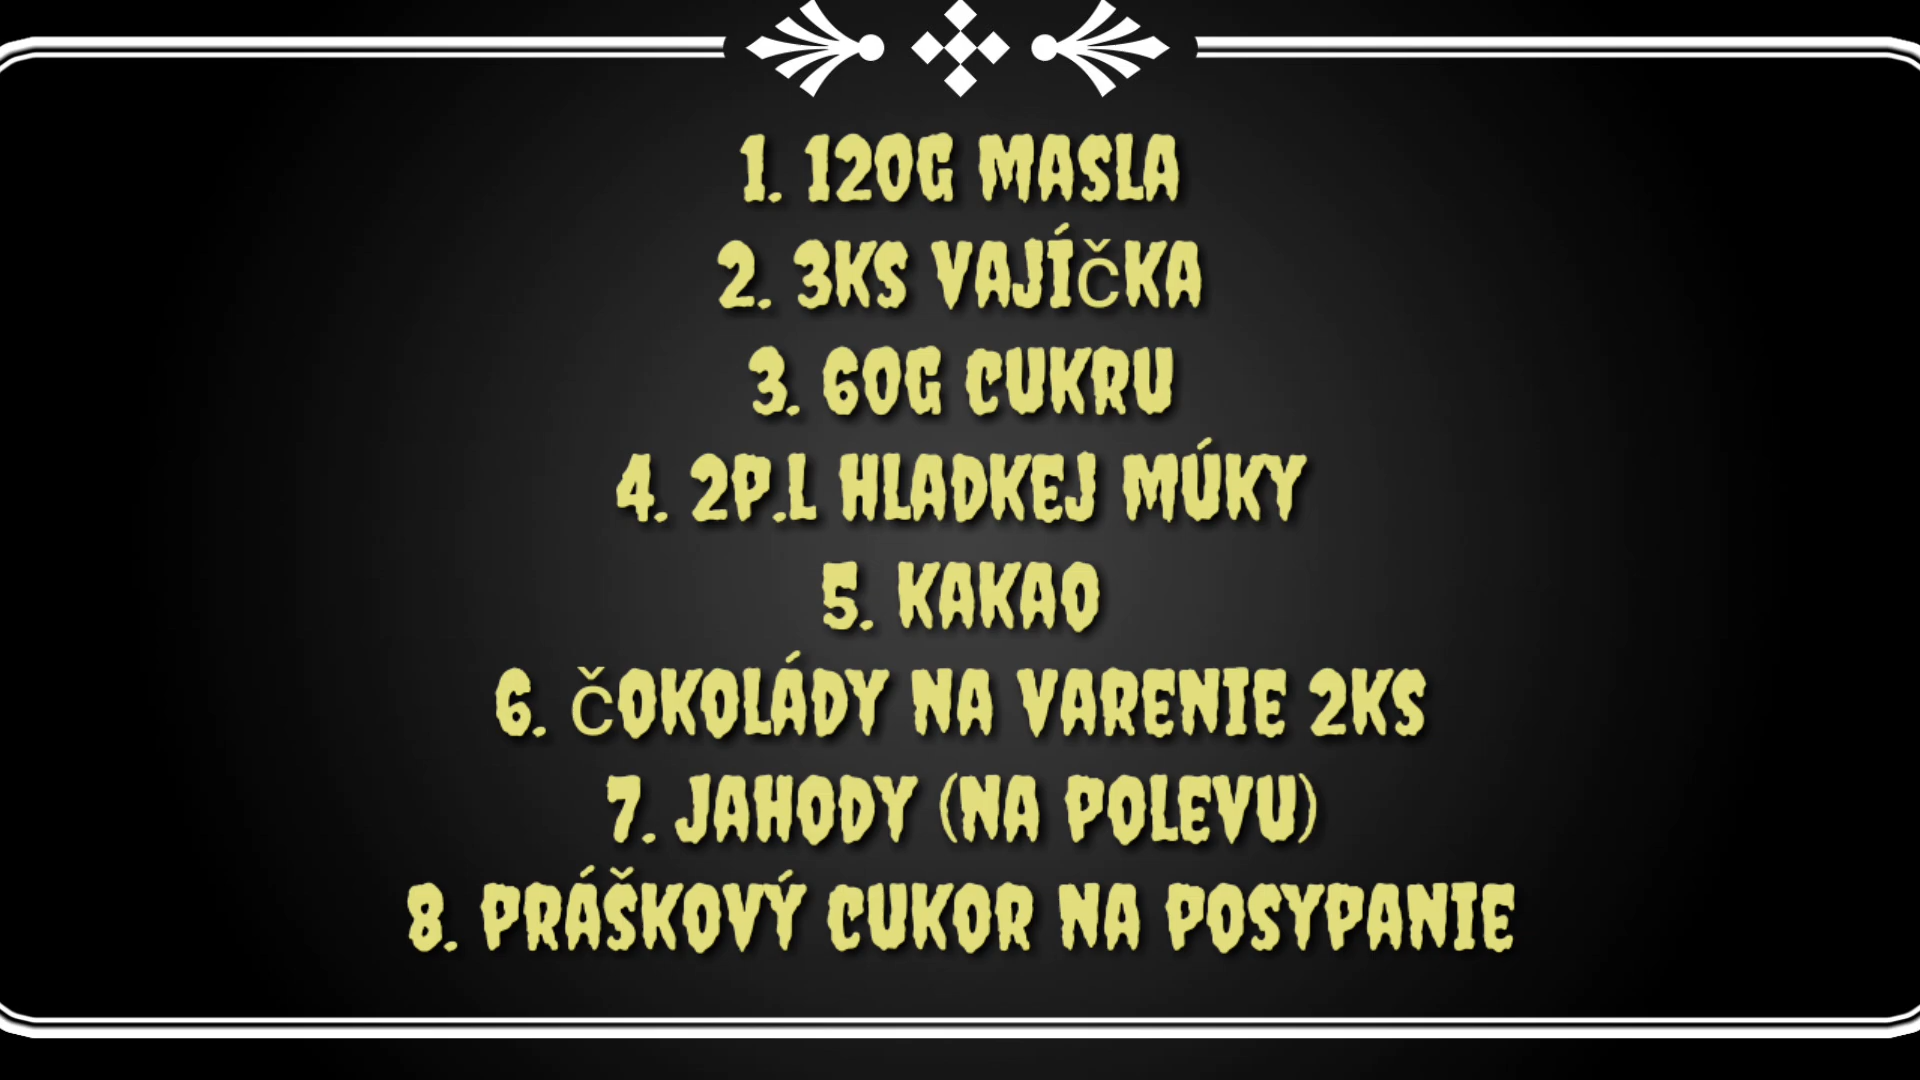 1. 120G MASLA
2. 3KS VAJÍČKA
3. 60G CUKRU
4. 2P.L HLADKEJ MÚKY
5. KAKAO
6. ČOKOLÁDY NA VARENIE 2KS
7. JAHODY (NA POLEVU)
8. PRÁŠKOVÝ CUKOR NA POSYPANIE